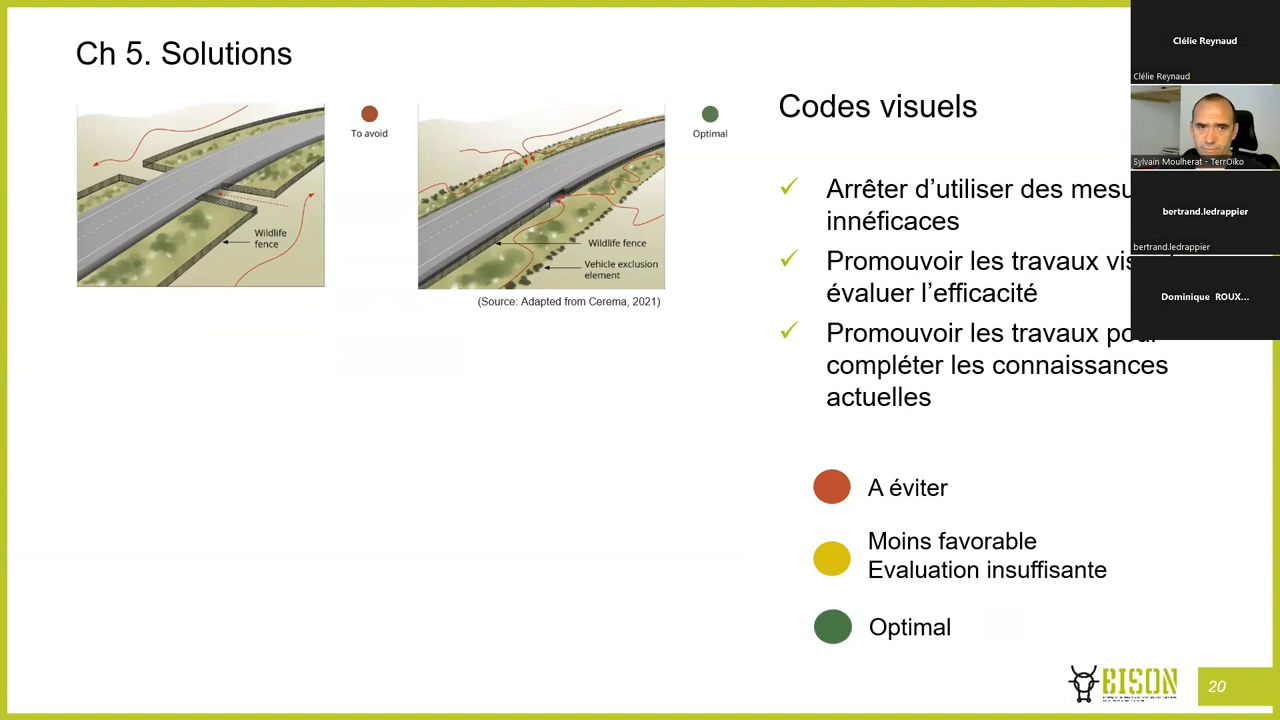 Ch 5. Solutions
To avoid
Wildlife
fence
Optimal
Wildlife fence
Vehicle exclusion
element
(Source: Adapted from Cerema, 2021)
Codes visuels
Arrêter d’utiliser des
innéficaces
Promouvoir les travaux
évaluer l’efficacité
Promouvoir les travaux
compléter les connaissances
actuelles
A éviter
Moins favorable
Evaluation insuffisante
Optimal
BISON
20
Clélie Reynaud
Clélie Reynaud
Sylvain Moulherat - TerrOïko
bertrand.ledrappier
bertrand.ledrappier
Dominique ROUX...